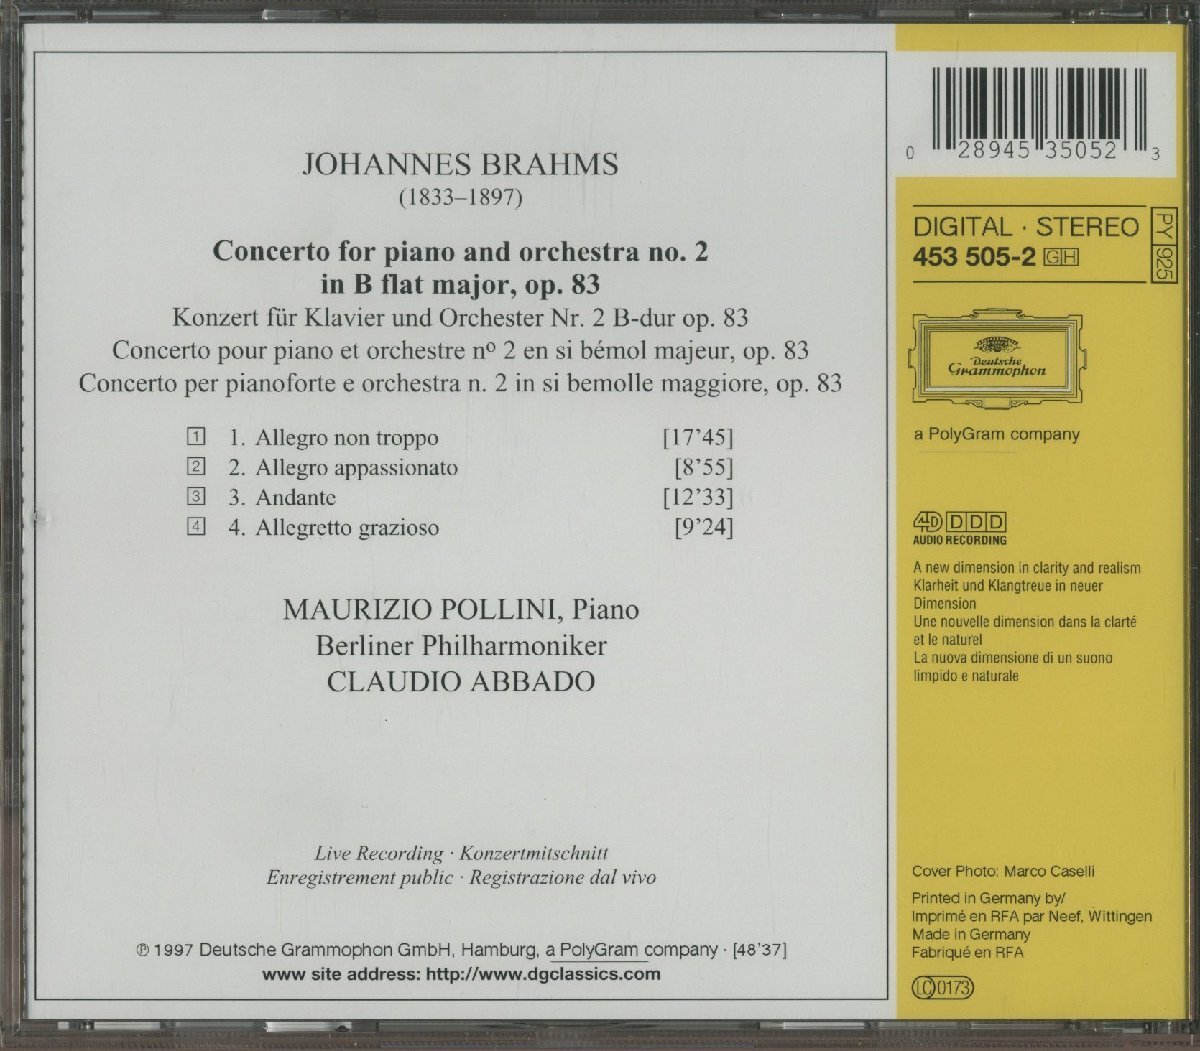 JOHANNES BRAHMS
(1833–1897)
Concerto for piano and orchestra no. 2
in B flat major, op. 83
Konzert für Klavier und Orchester Nr. 2 B-dur op. 83
Concerto pour piano et orchestre nº 2 en si bémol majeur, op. 83
Concerto per pianoforte e orchestra n. 2 in si bemolle maggiore, op. 83
1 1. Allegro non troppo [17’45]
2 2. Allegro appassionato [8’55]
3 3. Andante [12’33]
4 4. Allegretto grazioso [9’24]
MAURIZIO POLLINI, Piano
Berliner Philharmoniker
CLAUDIO ABBADO
Live Recording · Konzertmitschnitt
Enregistrement public · Registrazione dal vivo
℗ 1997 Deutsche Grammophon GmbH, Hamburg, a PolyGram company · [48’37]
www site address: http://www.dgclassics.com
0 28945 35052 3
DIGITAL · STEREO
453 505-2 GH
PY 925
Deutsche
Grammophon
a PolyGram company
4D DDD
AUDIO RECORDING
A new dimension in clarity and realism
Klarheit und Klangtreue in neuer
Dimension
Une nouvelle dimension dans la clarté
et le naturel
La nuova dimensione di un suono
limpido e naturale
Cover Photo: Marco Caselli
Printed in Germany by/
Imprimé en RFA par Neef, Wittingen
Made in Germany
Fabriqué en RFA
LC 0173